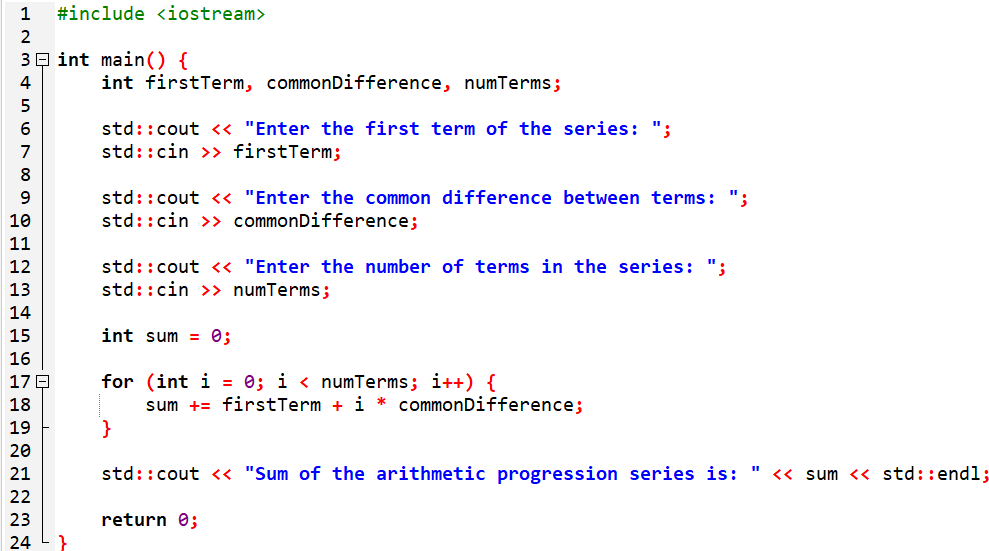 1 #include <iostream>
2
3 int main() {
4     int firstTerm, commonDifference, numTerms;
5
6     std::cout << "Enter the first term of the series: ";
7     std::cin >> firstTerm;
8
9     std::cout << "Enter the common difference between terms: ";
10     std::cin >> commonDifference;
11
12     std::cout << "Enter the number of terms in the series: ";
13     std::cin >> numTerms;
14
15     int sum = 0;
16
17     for (int i = 0; i < numTerms; i++) {
18         sum += firstTerm + i * commonDifference;
19     }
20
21     std::cout << "Sum of the arithmetic progression series is: " << sum << std::endl;
22
23     return 0;
24 }